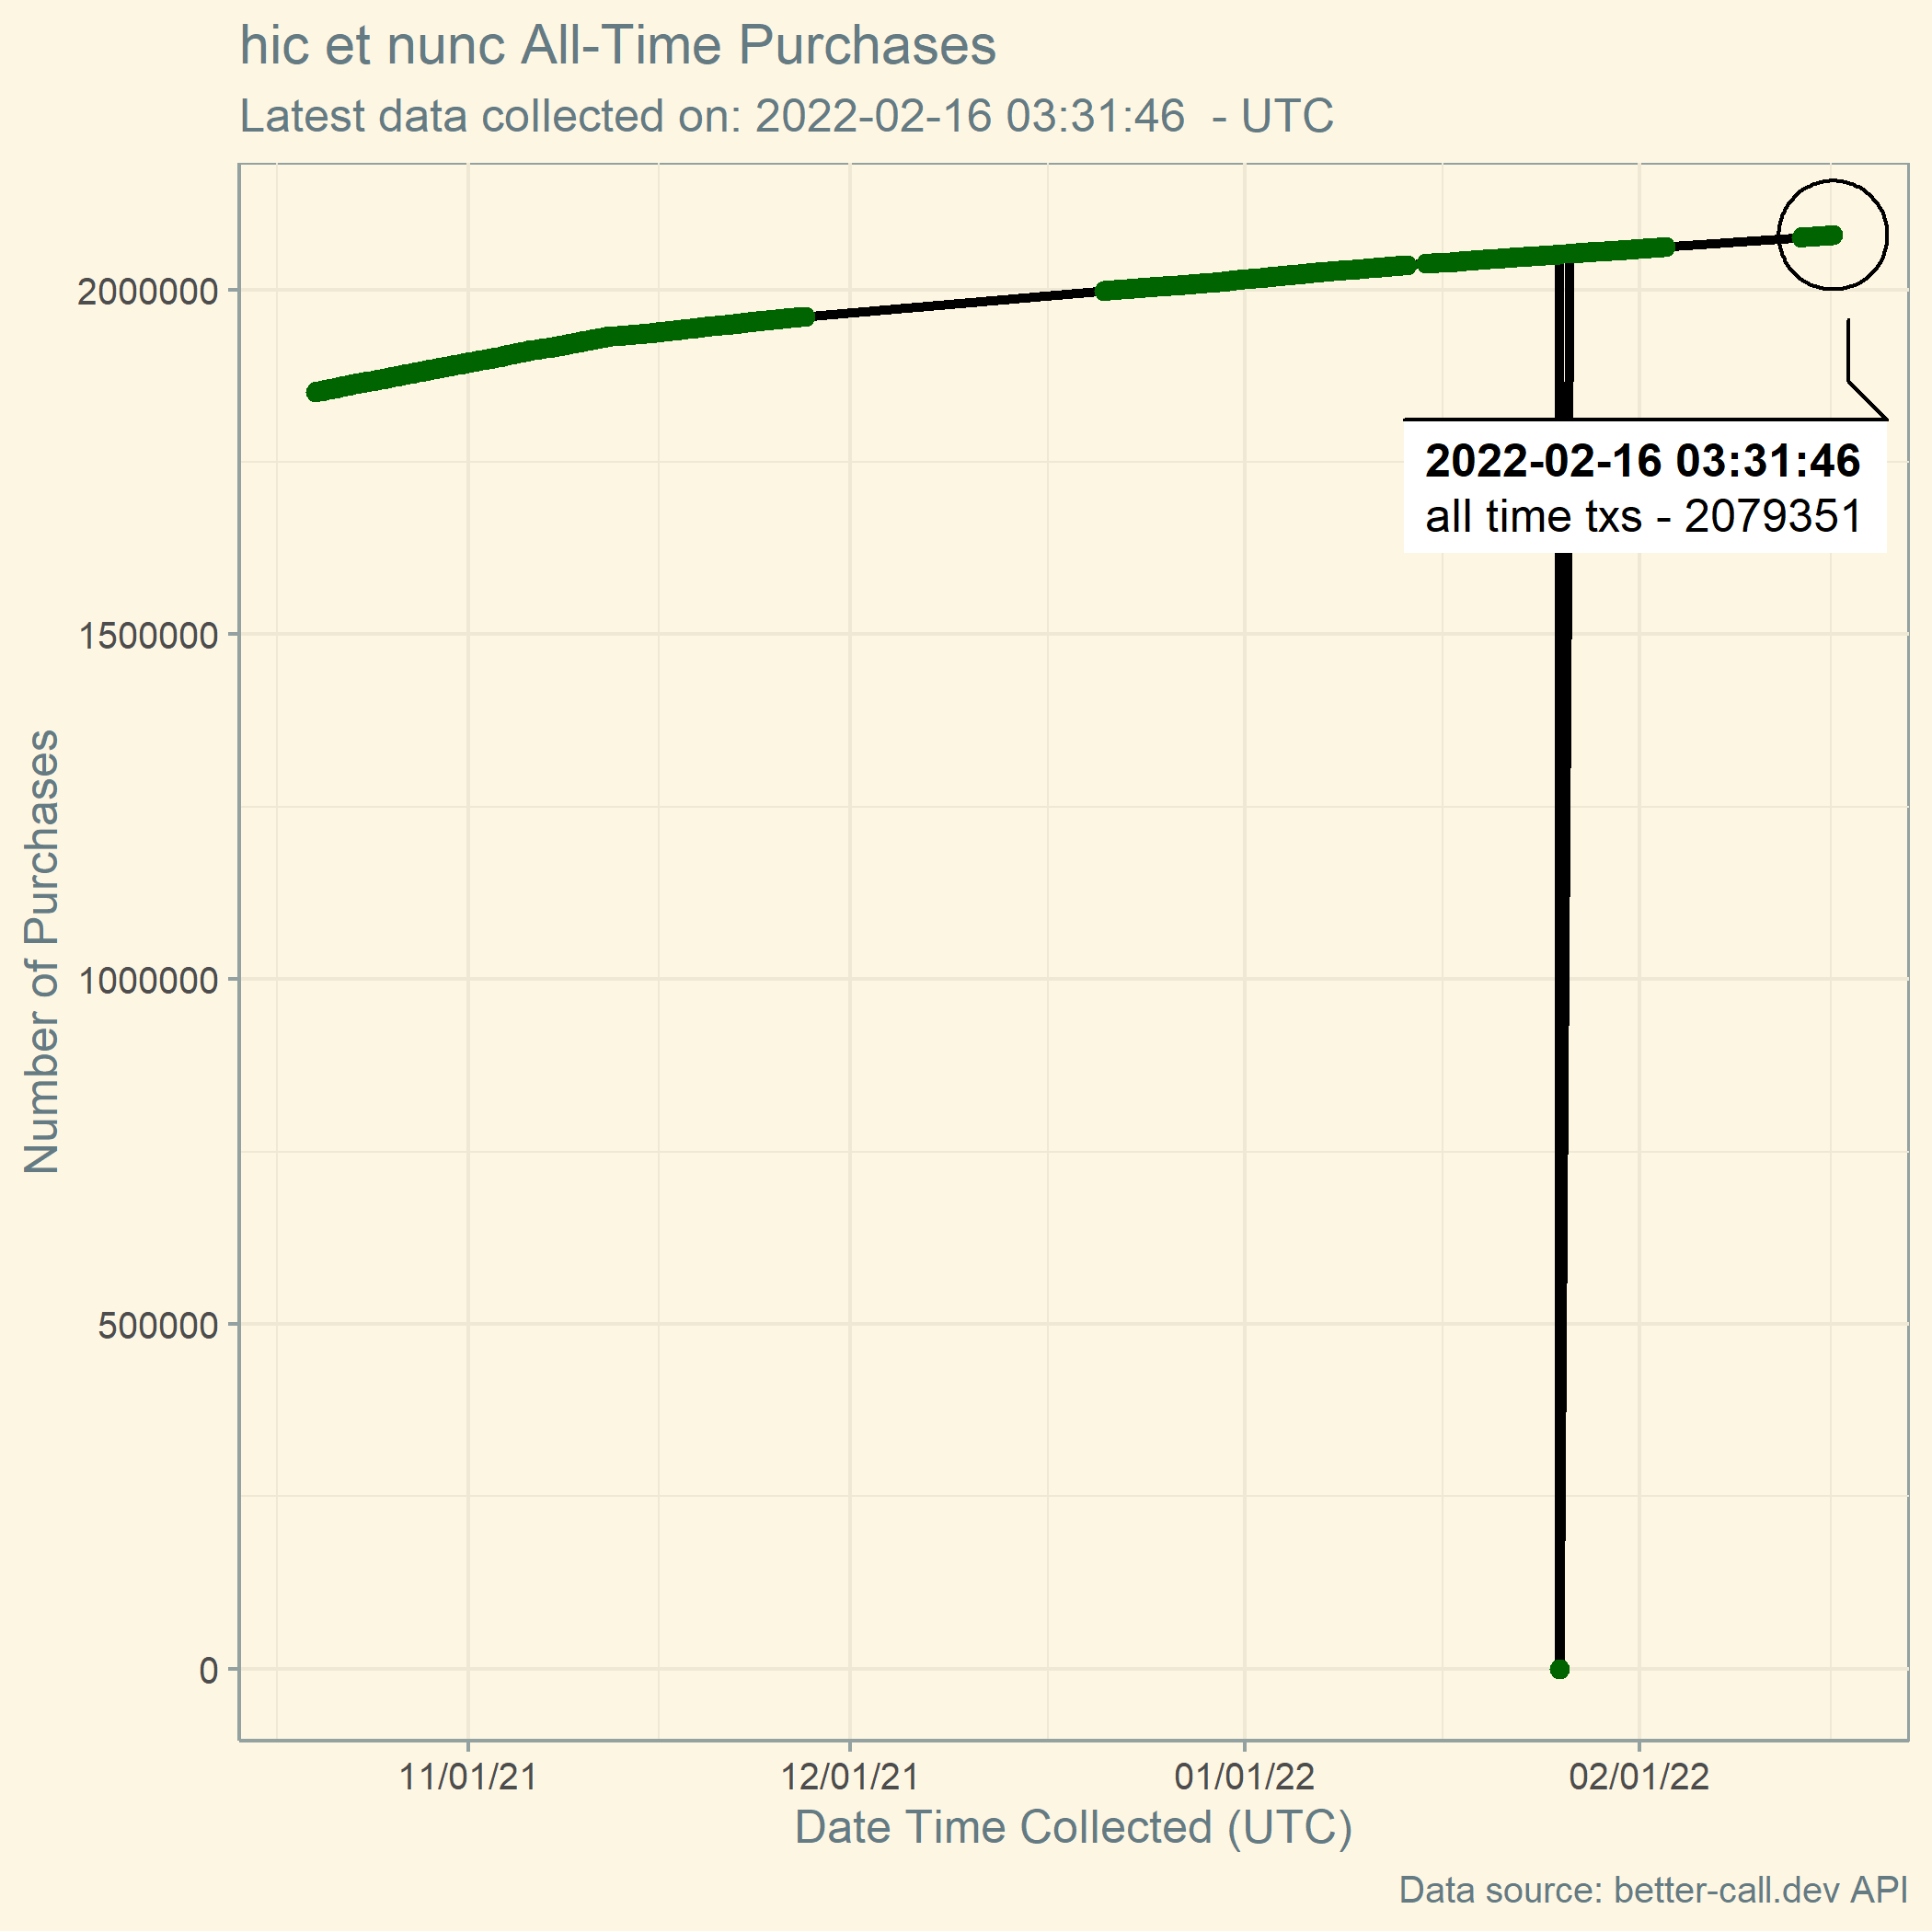 hic et nunc All-Time Purchases
Latest data collected on: 2022-02-16 03:31:46  - UTC
2000000
1500000
1000000
500000
0
Number of Purchases
2022-02-16 03:31:46
all time txs - 2079351
11/01/21
12/01/21
01/01/22
02/01/22
Date Time Collected (UTC)
Data source: better-call.dev API